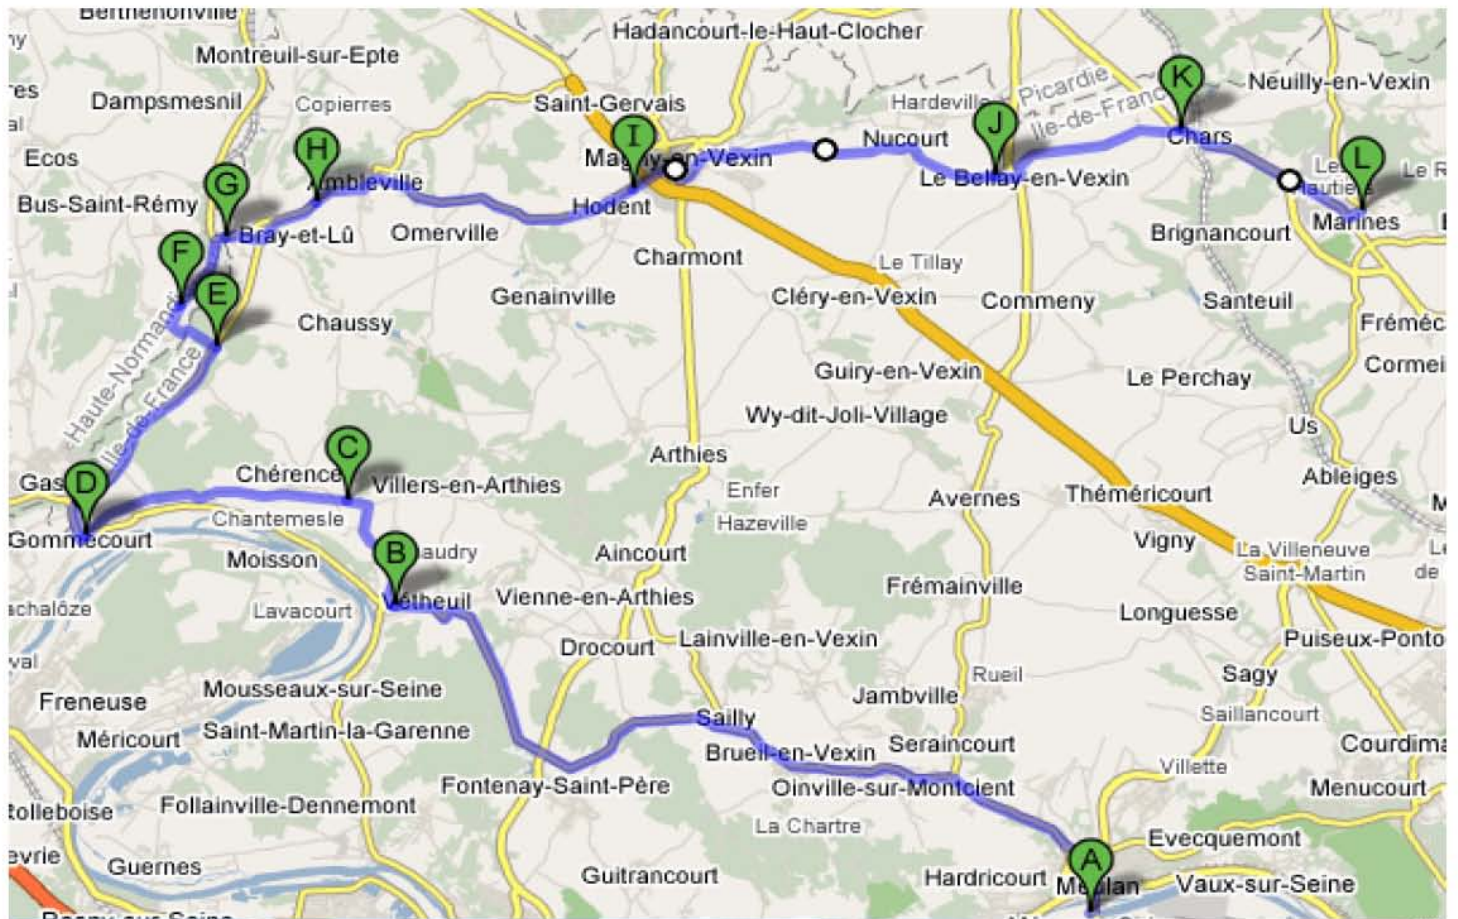 Berthenonville
Hadancourt-le-Haut-Clocher
Montreuil-sur-Epte
Neuilly-en-Vexin
K
Picardie
Dampsmesnil
Copierres
Saint-Gervais
Hardeville
Ile-de-France
J
I
Nucourt
Chars
H
Ecos
Magny-en-Vexin
L
G
Ambleville
Le Bellay-en-Vexin
Bus-Saint-Rémy
Hodent
Marines
Bray-et-Lû
Omerville
Brignancourt
F
Charmont
Le Tillay
E
Genainville
Cléry-en-Vexin
Commeny
Santeuil
Chaussy
Haute-Normandie
Ile-de-France
Guiry-en-Vexin
Le Perchay
Wy-dit-Joli-Village
Us
C
Arthies
Chérence
Villers-en-Arthies
Ableiges
D
Enfer
Avernes
Théméricourt
Chantemesle
Hazeville
Gommecourt
Vigny
B
Moisson
Aincourt
La Villeneuve
Saint-Martin
Frémainville
Vétheuil
Vienne-en-Arthies
Lavacourt
Longuesse
Drocourt
Lainville-en-Vexin
Rueil
Sagy
Mousseaux-sur-Seine
Jambville
Freneuse
Saillancourt
Sailly
Méricourt
Saint-Martin-la-Garenne
Brueil-en-Vexin
Seraincourt
Villette
Fontenay-Saint-Père
Oinville-sur-Montcient
Menucourt
Follainville-Dennemont
La Chartre
Evecquemont
A
Guernes
Guitrancourt
Hardricourt
Meulan
Vaux-sur-Seine